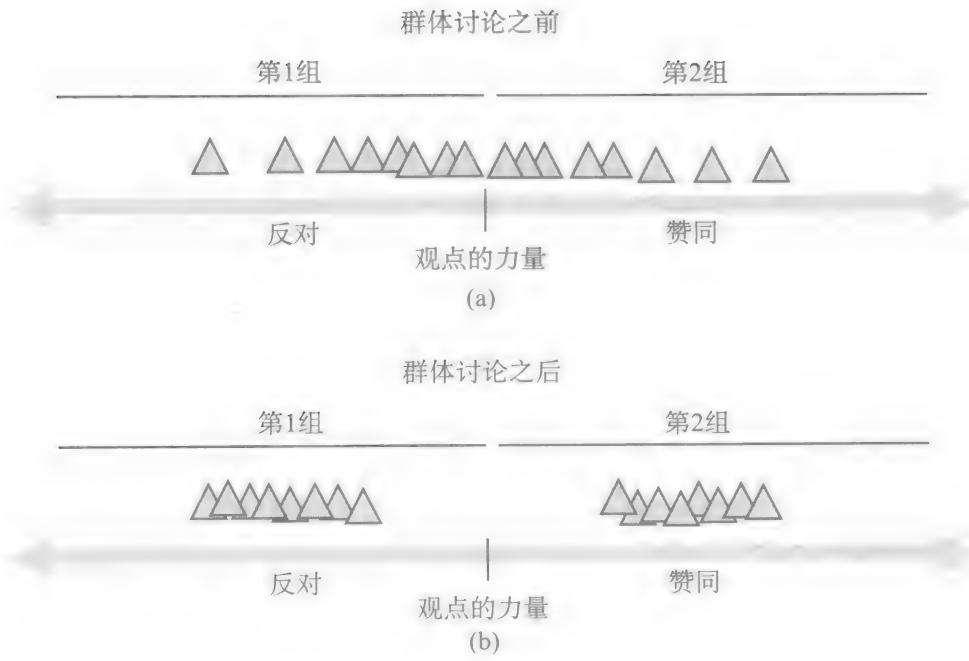 群体讨论之前
第1组 第2组
反对 赞同
观点的力量
(a)
群体讨论之后
第1组 第2组
反对 赞同
观点的力量
(b)